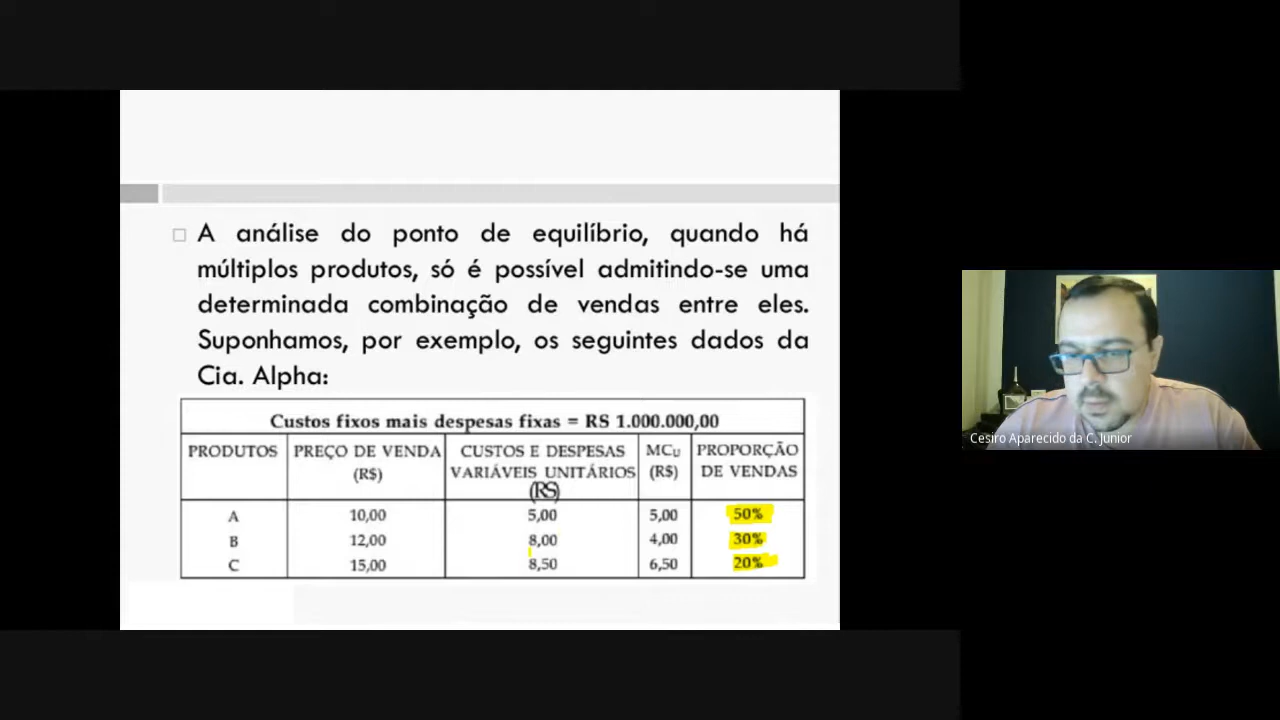 A análise do ponto de equilíbrio, quando há
múltiplos produtos, só é possível admitindo-se uma
determinada combinação de vendas entre eles.
Suponhamos, por exemplo, os seguintes dados da
Cia. Alpha:
Custos fixos mais despesas fixas = RS 1.000.000,00
PRODUTOS PREÇO DE VENDA (R$) CUSTOS E DESPESAS VARIÁVEIS UNITÁRIOS (RS) MCU (R$) PROPORÇÃO DE VENDAS
A 10,00 5,00 5,00 50%
B 12,00 8,00 4,00 30%
C 15,00 8,50 6,50 20%
Cesiro Aparecido da C. Junior